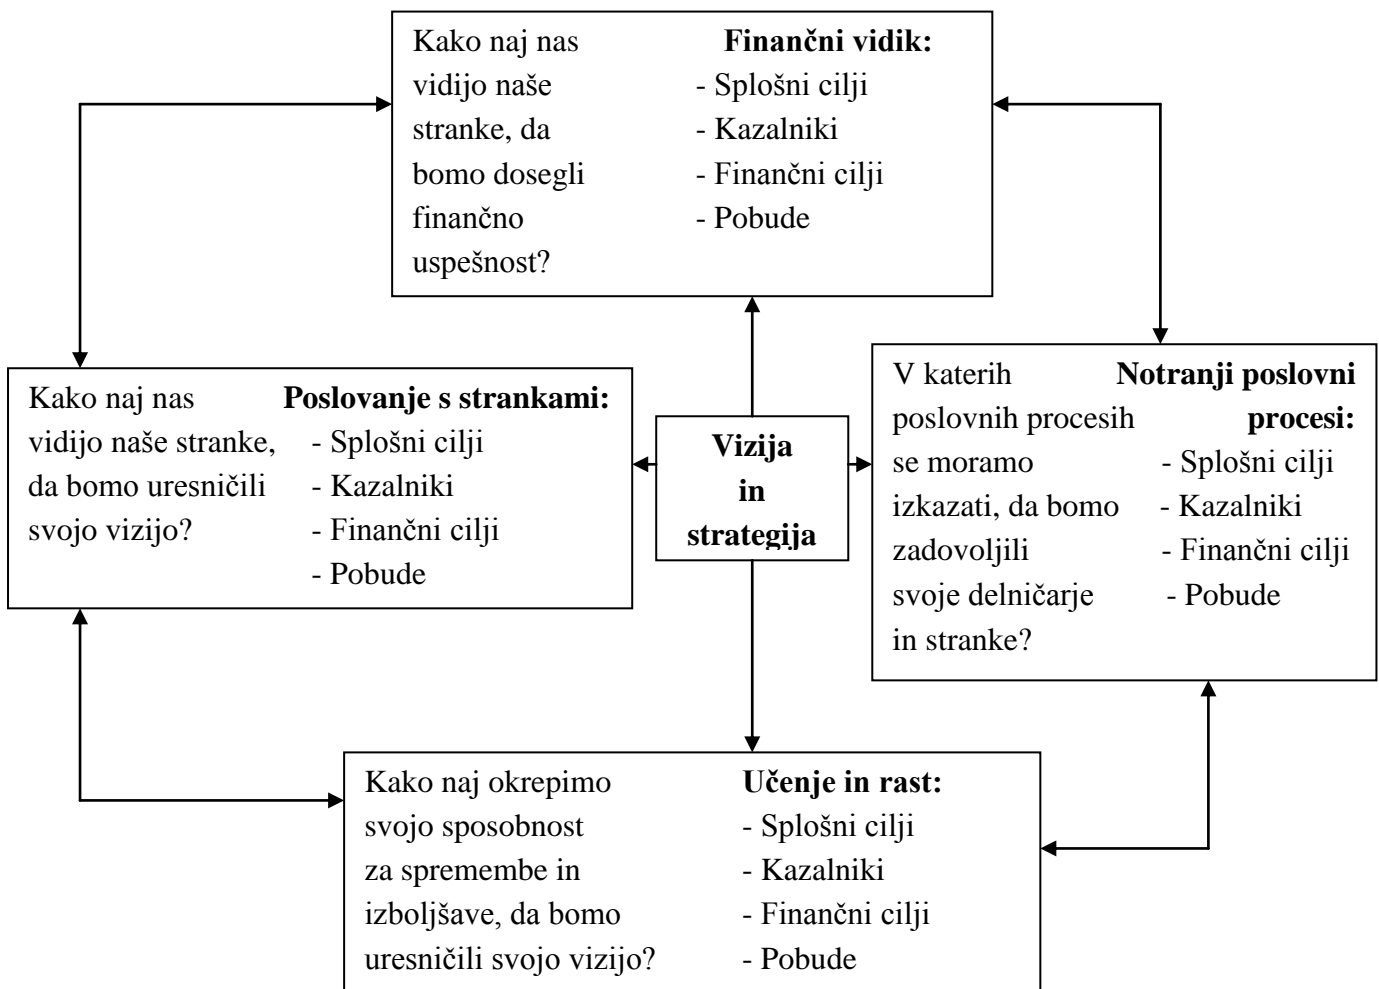 Kako naj nas Finančni vidik:
vidijo naše - Splošni cilji
stranke, da - Kazalniki
bomo dosegli - Finančni cilji
finančno - Pobude
uspešnost?
Kako naj nas Poslovanje s strankami:
vidijo naše stranke, - Splošni cilji
da bomo uresničili - Kazalniki
svojo vizijo? - Finančni cilji
- Pobude
Vizija
in
strategija
V katerih Notranji poslovni
poslovnih procesih procesi:
se moramo - Splošni cilji
izkazati, da bomo - Kazalniki
zadovoljili - Finančni cilji
svoje delničarje - Pobude
in stranke?
Kako naj okrepimo Učenje in rast:
svojo sposobnost - Splošni cilji
za spremembe in - Kazalniki
izboljšave, da bomo - Finančni cilji
uresničili svojo vizijo? - Pobude